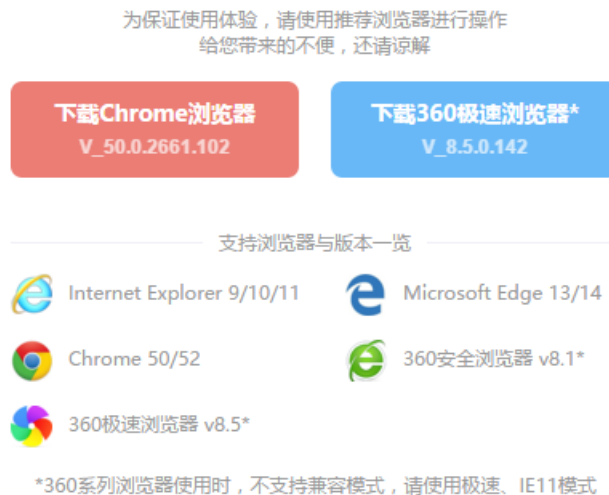 为保证使用体验，请使用推荐浏览器进行操作
给您带来的不便，还请谅解
下载Chrome浏览器
V_50.0.2661.102
下载360极速浏览器*
V_8.5.0.142
支持浏览器与版本一览
Internet Explorer 9/10/11
Microsoft Edge 13/14
Chrome 50/52
360安全浏览器 v8.1*
360极速浏览器 v8.5*
*360系列浏览器使用时，不支持兼容模式，请使用极速、IE11模式